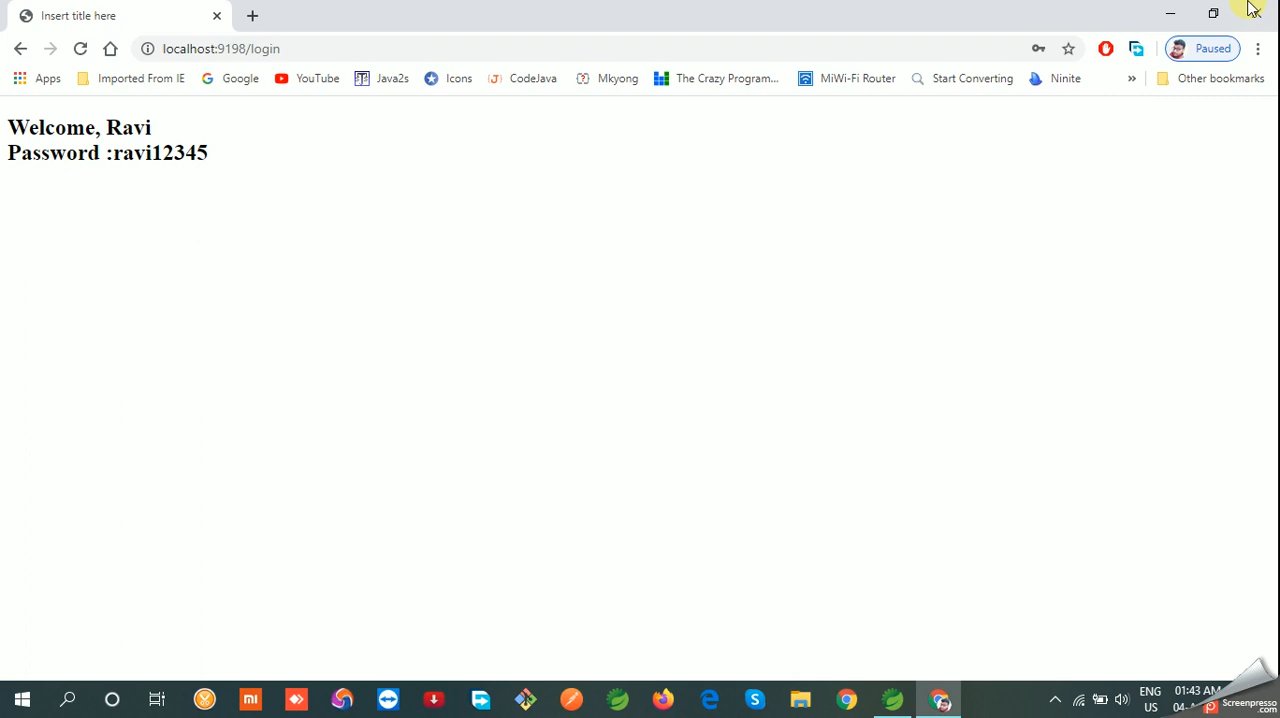 Insert title here
localhost:9198/login
Paused
Apps Imported From IE Google YouTube Java2s Icons CodeJava Mkyong The Crazy Program... MiWi-Fi Router Start Converting Ninite » Other bookmarks
Welcome, Ravi
Password :ravi12345
ENG 01:43 AM
US 04-
Screenpresso
.com